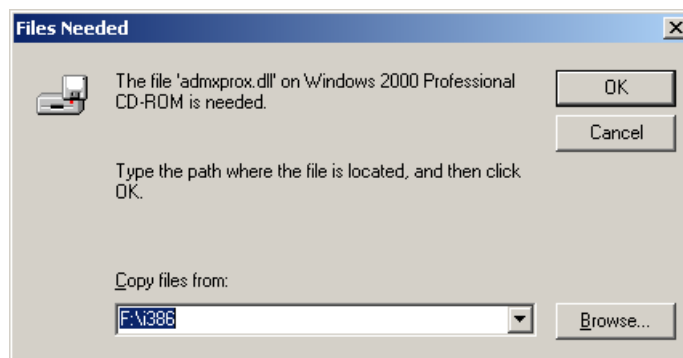 Files Needed
The file 'admxprox.dll' on Windows 2000 Professional
CD-ROM is needed.
OK
Cancel
Type the path where the file is located, and then click
OK.
Copy files from:
F:\i386
Browse...